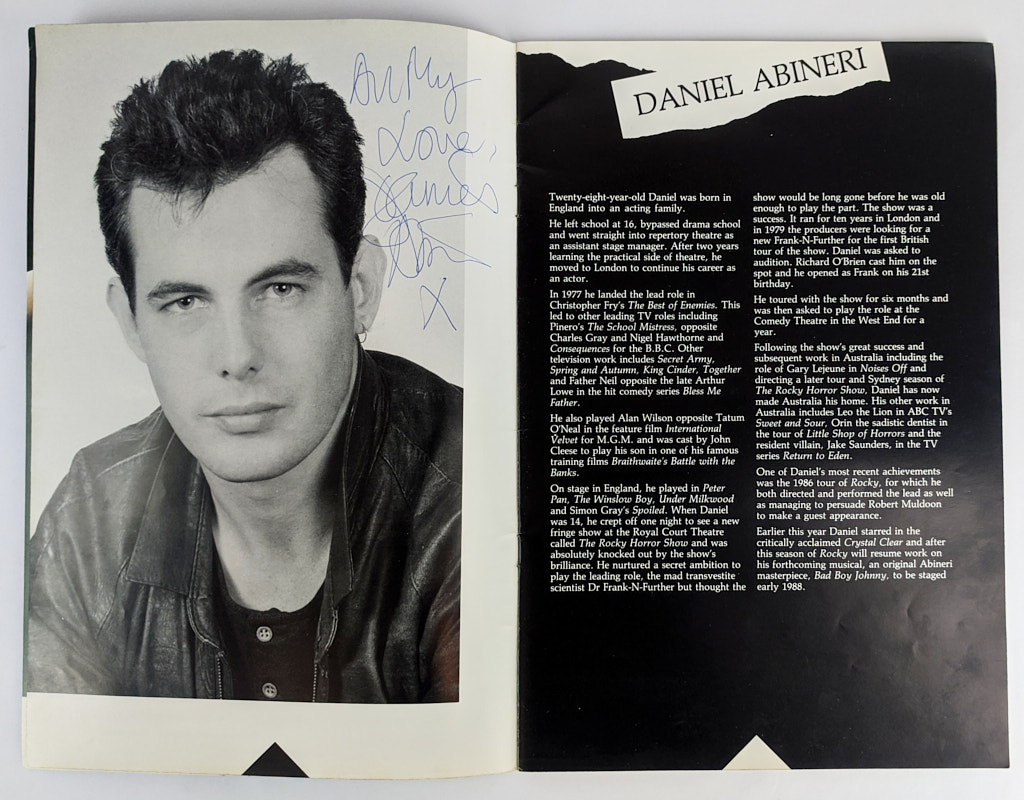 All My
Love,
Daniel
X
DANIEL ABINERI
Twenty-eight-year-old Daniel was born in
England into an acting family.
He left school at 16, bypassed drama school
and went straight into repertory theatre as
an assistant stage manager. After two years
learning the practical side of theatre, he
moved to London to continue his career as
an actor.
In 1977 he landed the lead role in
Christopher Fry's The Best of Enemies. This
led to other leading TV roles including
Pinero's The School Mistress, opposite
Charles Gray and Nigel Hawthorne and
Consequences for the B.B.C. Other
television work includes Secret Army,
Spring and Autumn, King Cinder, Together
and Father Neil opposite the late Arthur
Lowe in the hit comedy series Bless Me
Father.
He also played Alan Wilson opposite Tatum
O'Neal in the feature film International
Velvet for M.G.M. and was cast by John
Cleese to play his son in one of his famous
training films Braithwaite's Battle with the
Banks.
On stage in England, he played in Peter
Pan, The Winslow Boy, Under Milkwood
and Simon Gray's Spoiled. When Daniel
was 14, he crept off one night to see a new
fringe show at the Royal Court Theatre
called The Rocky Horror Show and was
absolutely knocked out by the show's
brilliance. He nurtured a secret ambition to
play the leading role, the mad transvestite
scientist Dr Frank-N-Further but thought the
show would be long gone before he was old
enough to play the part. The show was a
success. It ran for ten years in London and
in 1979 the producers were looking for a
new Frank-N-Further for the first British
tour of the show. Daniel was asked to
audition. Richard O'Brien cast him on the
spot and he opened as Frank on his 21st
birthday.
He toured with the show for six months and
was then asked to play the role at the
Comedy Theatre in the West End for a
year.
Following the show's great success and
subsequent work in Australia including the
role of Gary Lejeune in Noises Off and
directing a later tour and Sydney season of
The Rocky Horror Show, Daniel has now
made Australia his home. His other work in
Australia includes Leo the Lion in ABC TV's
Sweet and Sour, Orin the sadistic dentist in
the tour of Little Shop of Horrors and the
resident villain, Jake Saunders, in the TV
series Return to Eden.
One of Daniel's most recent achievements
was the 1986 tour of Rocky, for which he
both directed and performed the lead as well
as managing to persuade Robert Muldoon
to make a guest appearance.
Earlier this year Daniel starred in the
critically acclaimed Crystal Clear and after
this season of Rocky will resume work on
his forthcoming musical, an original Abineri
masterpiece, Bad Boy Johnny, to be staged
early 1988.